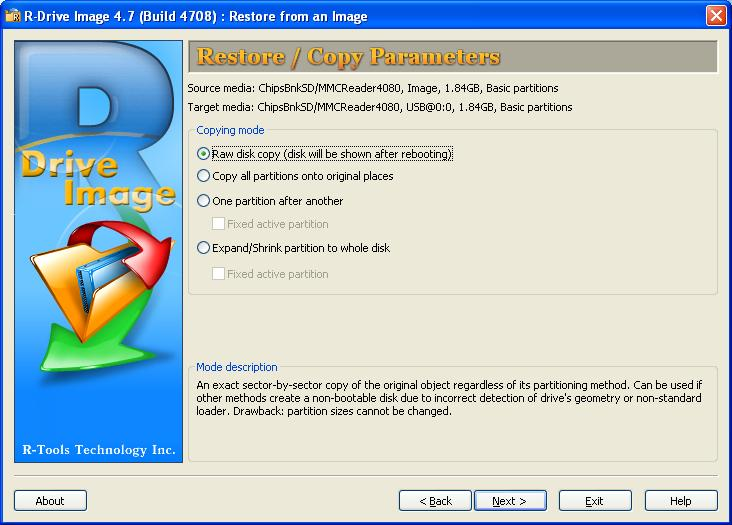 R-Drive Image 4.7 (Build 4708) : Restore from an Image
R
Drive
Image
R-Tools Technology Inc.
Restore / Copy Parameters
Source media: ChipsBnkSD/MMCReader4080, Image, 1.84GB, Basic partitions
Target media: ChipsBnkSD/MMCReader4080, USB@0:0, 1.84GB, Basic partitions
Copying mode
Raw disk copy (disk will be shown after rebooting)
Copy all partitions onto original places
One partition after another
Fixed active partition
Expand/Shrink partition to whole disk
Fixed active partition
Mode description
An exact sector-by-sector copy of the original object regardless of its partitioning method. Can be used if
other methods create a non-bootable disk due to incorrect detection of drive's geometry or non-standard
loader. Drawback: partition sizes cannot be changed.
About
< Back
Next >
Exit
Help